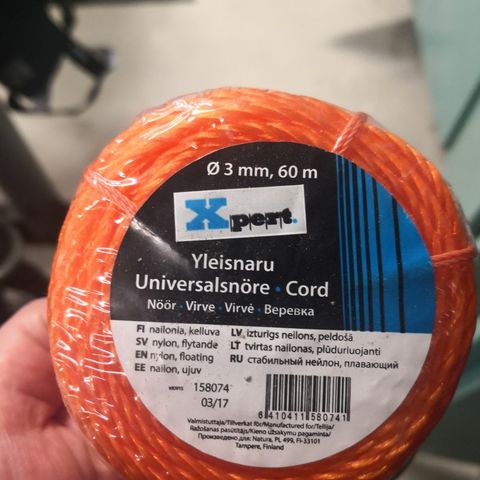 Ø 3 mm, 60 m
Xpert.
Yleisnaru
Universalsnöre · Cord
Nöör · Virve · Virvė · Веревка
FI nailonia, kelluva
SV nylon, flytande
EN nylon, floating
EE nailon, ujuv
LV izturīgs neilons, peldošā
LT tvirtas nailonas, plūduriuojanti
RU стабильный нейлон, плавающий
158074
03/17
6 410411 580741
Valmistuttaja/Tillverkat för/Manufactured for/Tellija/
Ražošanas pasūtītājs/Kieno užsakymu pagaminta/
Произведено для: Natura, PL 499, FI-33101
Tampere, Finland